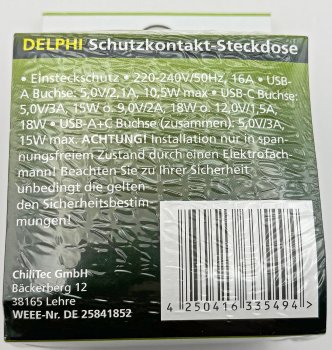 DELPHI Schutzkontakt-Steckdose
• Einsteckschutz • 220-240V/50Hz, 16A • USB-
A Buchse: 5,0V/2,1A, 10,5W max • USB-C Buchse:
5,0V/3A, 15W o. 9,0V/2A, 18W o. 12,0V/1,5A,
18W • USB-A+C Buchse (zusammen): 5,0V/3A,
15W max. ACHTUNG! Installation nur in span-
nungsfreiem Zustand durch einen Elektrofach-
mann! Beachten Sie zu Ihrer Sicherheit
unbedingt die gelten-
den Sicherheitsbestim-
mungen!
ChiliTec GmbH
Bäckerberg 12
38165 Lehre
WEEE-Nr. DE 25841852
4 250416 335494 >